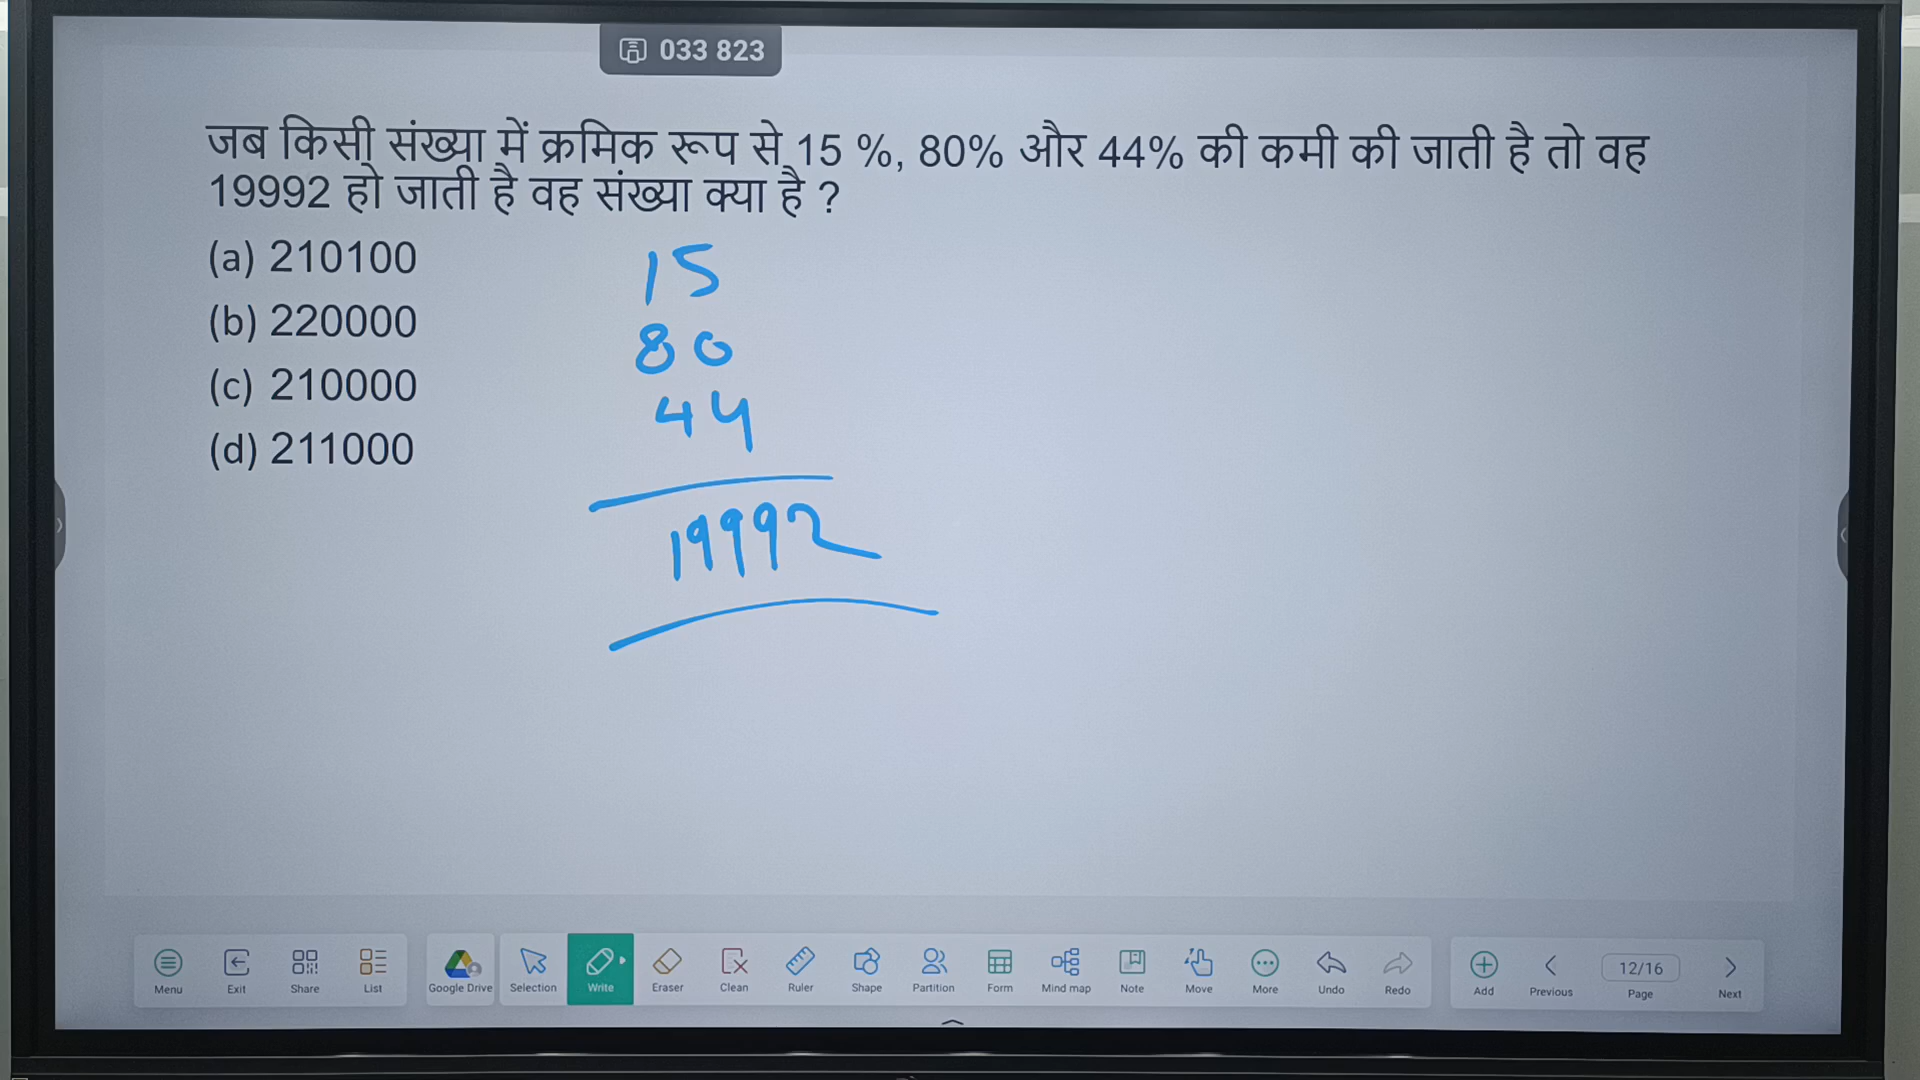 033 823
जब किसी संख्या में क्रमिक रूप से 15 %, 80% और 44% की कमी की जाती है तो वह
19992 हो जाती है वह संख्या क्या है ?
(a) 210100
(b) 220000
(c) 210000
(d) 211000
15
80
44
19992
Menu Exit Share List Google Drive Selection Write Eraser Clean Ruler Shape Partition Form Mind map Note Move More Undo Redo Add Previous 12/16 Page Next